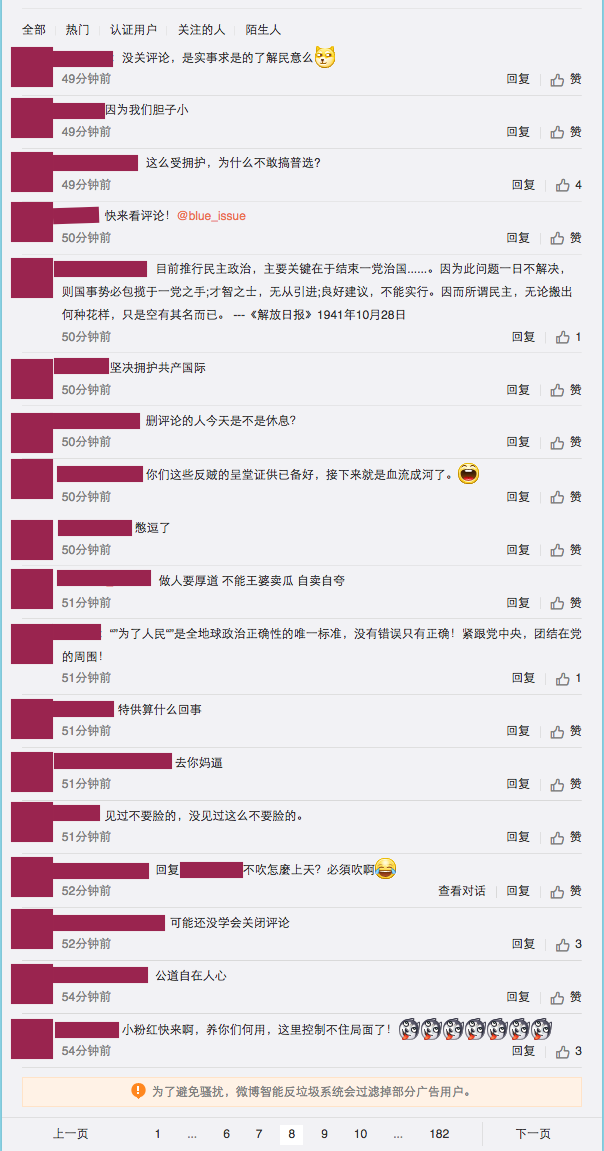 全部 热门 认证用户 关注的人 陌生人
没关评论，是实事求是的了解民意么
49分钟前 回复 赞
因为我们胆子小
49分钟前 回复 赞
这么受拥护，为什么不敢搞普选?
49分钟前 回复 4
快来看评论！@blue_issue
50分钟前 回复 赞
目前推行民主政治，主要关键在于结束一党治国......。因为此问题一日不解决，
则国事势必包揽于一党之手;才智之士，无从引进;良好建议，不能实行。因而所谓民主，无论搬出
何种花样，只是空有其名而已。 ---《解放日报》1941年10月28日
50分钟前 回复 1
坚决拥护共产国际
50分钟前 回复 赞
删评论的人今天是不是休息?
50分钟前 回复 赞
你们这些反贼的呈堂证供已备好，接下来就是血流成河了。
50分钟前 回复 赞
憋逗了
50分钟前 回复 赞
做人要厚道 不能王婆卖瓜 自卖自夸
51分钟前 回复 赞
“”为了人民“”是全地球政治正确性的唯一标准，没有错误只有正确！紧跟党中央，团结在党
的周围！
51分钟前 回复 1
特供算什么回事
51分钟前 回复 赞
去你妈逼
51分钟前 回复 赞
见过不要脸的，没见过这么不要脸的。
51分钟前 回复 赞
回复 不吹怎麼上天？必須吹啊
52分钟前 查看对话 回复 赞
可能还没学会关闭评论
52分钟前 回复 3
公道自在人心
54分钟前 回复 赞
小粉红快来啊，养你们何用，这里控制不住局面了！
54分钟前 回复 3
为了避免骚扰，微博智能反垃圾系统会过滤掉部分广告用户。
上一页 1 ... 6 7 8 9 10 ... 182 下一页